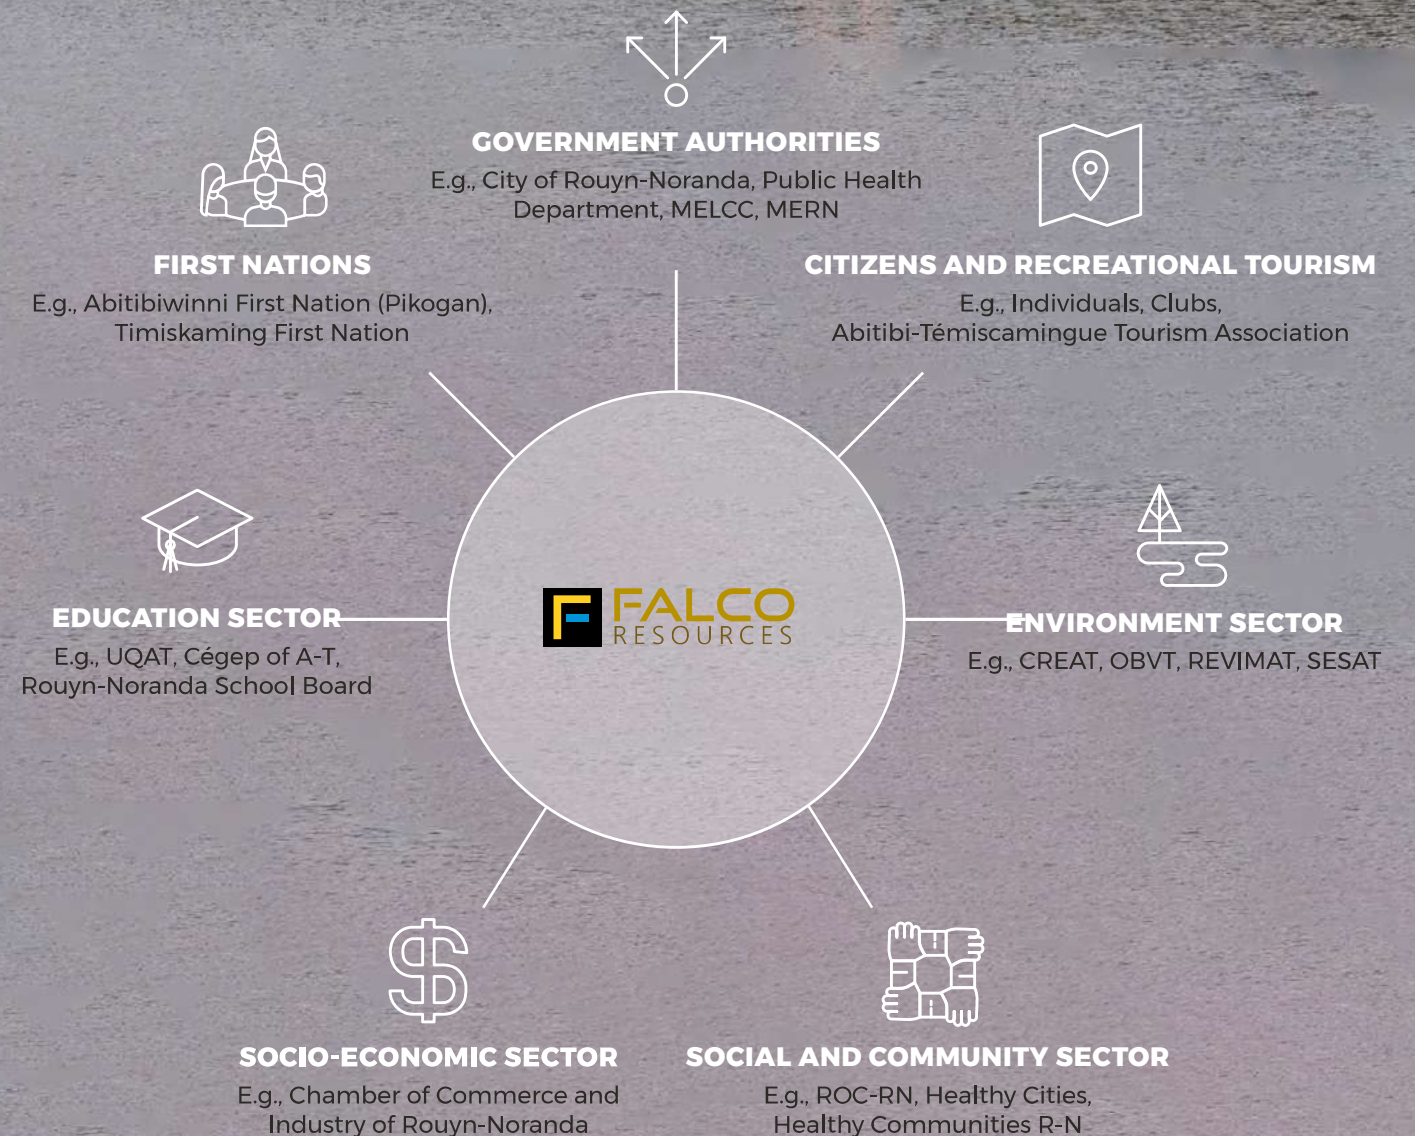 GOVERNMENT AUTHORITIES
E.g., City of Rouyn-Noranda, Public Health
Department, MELCC, MERN
FIRST NATIONS
E.g., Abitibiwinni First Nation (Pikogan),
Timiskaming First Nation
CITIZENS AND RECREATIONAL TOURISM
E.g., Individuals, Clubs,
Abitibi-Témiscamingue Tourism Association
EDUCATION SECTOR
E.g., UQAT, Cégep of A-T,
Rouyn-Noranda School Board
FALCO
RESOURCES
ENVIRONMENT SECTOR
E.g., CREAT, OBVT, REVIMAT, SESAT
SOCIO-ECONOMIC SECTOR
E.g., Chamber of Commerce and
Industry of Rouyn-Noranda
SOCIAL AND COMMUNITY SECTOR
E.g., ROC-RN, Healthy Cities,
Healthy Communities R-N